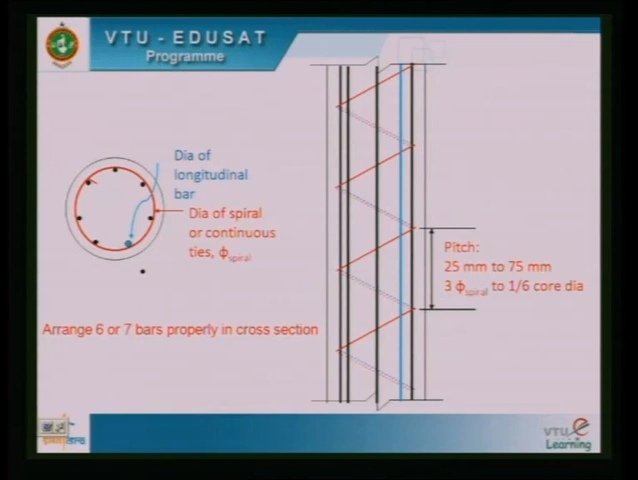 VTU - EDUSAT
Programme
Dia of
longitudinal
bar
Dia of spiral
or continuous
ties, ϕspiral
Pitch:
25 mm to 75 mm
3 ϕspiral to 1/6 core dia
Arrange 6 or 7 bars properly in cross section
VTU e
Learning